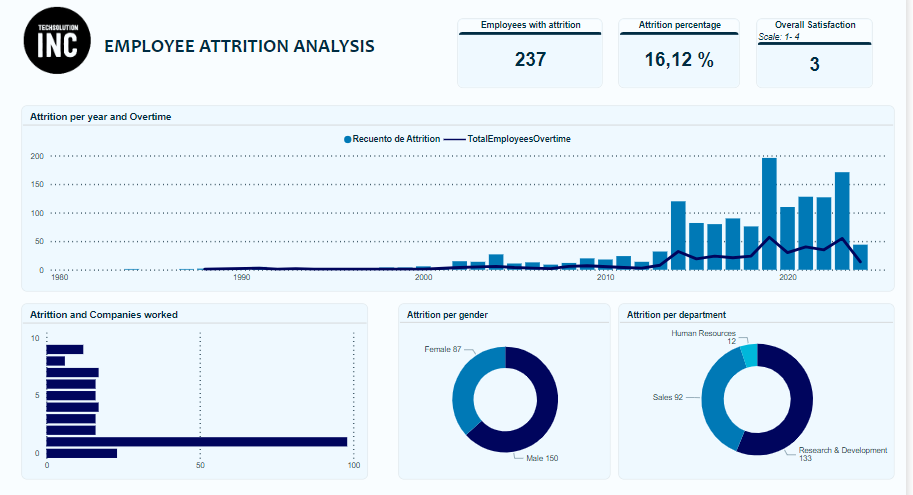 TECHSOLUTION
INC
EMPLOYEE ATTRITION ANALYSIS
Employees with attrition
237
Attrition percentage
16,12 %
Overall Satisfaction
Scale: 1- 4
3
Attrition per year and Overtime
Recuento de Attrition
TotalEmployeesOvertime
200
150
100
50
0
1980
1990
2000
2010
2020
Atrittion and Companies worked
10
5
0
0
50
100
Attrition per gender
Female 87
Male 150
Attrition per department
Human Resources
12
Sales 92
Research & Development
133